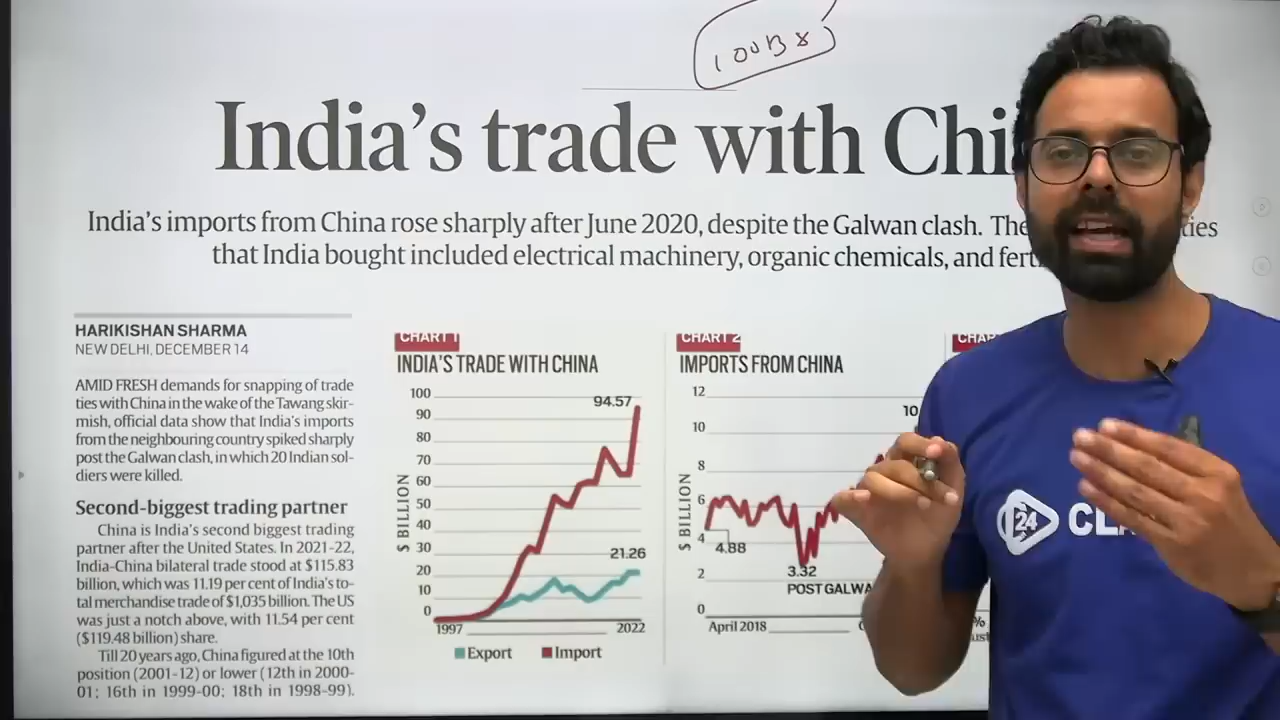 100B $
India's trade with Chi
India's imports from China rose sharply after June 2020, despite the Galwan clash. The
that India bought included electrical machinery, organic chemicals, and fert
HARIKISHAN SHARMA
NEW DELHI, DECEMBER 14
AMID FRESH demands for snapping of trade
ties with China in the wake of the Tawang skir-
mish, official data show that India's imports
from the neighbouring country spiked sharply
post the Galwan clash, in which 20 Indian sol-
diers were killed.
Second-biggest trading partner
China is India's second biggest trading
partner after the United States. In 2021-22,
India-China bilateral trade stood at $115.83
billion, which was 11.19 per cent of India's to-
tal merchandise trade of $1,035 billion. The US
was just a notch above, with 11.54 per cent
($119.48 billion) share.
Till 20 years ago, China figured at the 10th
position (2001-12) or lower (12th in 2000-
01; 16th in 1999-00; 18th in 1998-99).
CHART 1
INDIA'S TRADE WITH CHINA
$ BILLION
100
90
80
70
60
50
40
30
20
10
0
94.57
21.26
1997
2022
Export
Import
CHART 2
IMPORTS FROM CHINA
$ BILLION
12
10
8
6
4
2
0
10
4.88
3.32
POST GALWA
April 2018
CHAR
%
24
CL